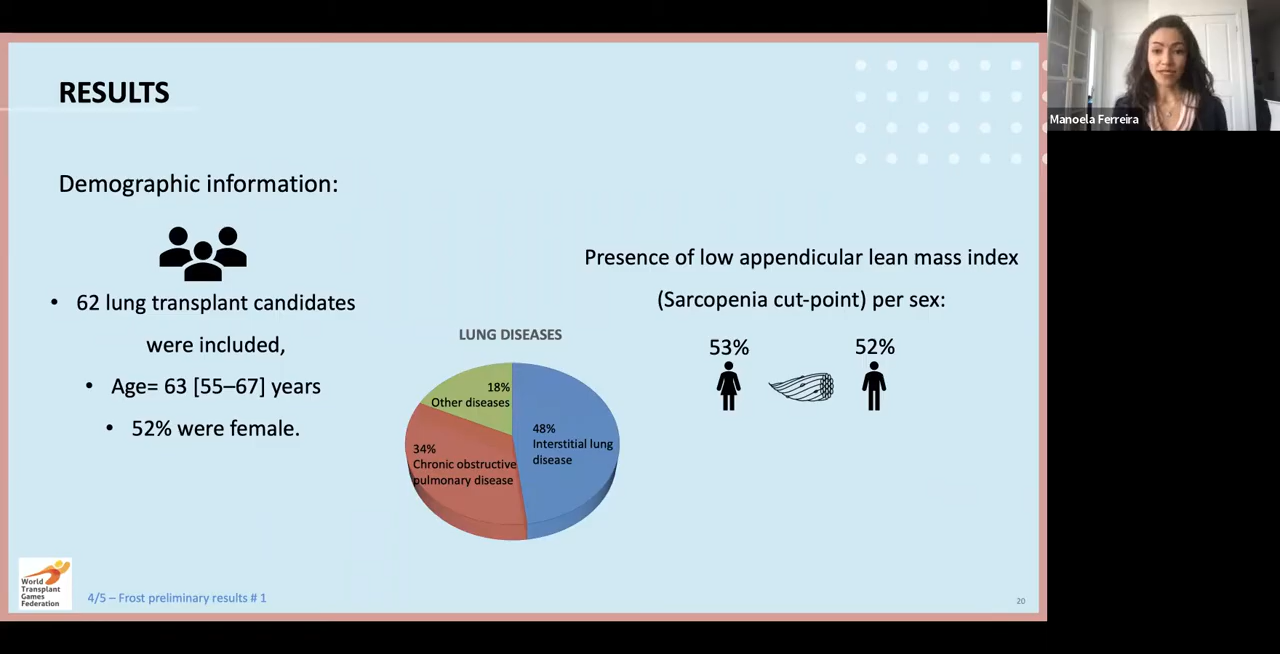 RESULTS
Manoela Ferreira
Demographic information:
• 62 lung transplant candidates
were included,
• Age= 63 [55–67] years
• 52% were female.
LUNG DISEASES
18%
Other diseases
48%
Interstitial lung
disease
34%
Chronic obstructive
pulmonary disease
Presence of low appendicular lean mass index
(Sarcopenia cut-point) per sex:
53%
52%
World
Transplant
Games
Federation
4/5 – Frost preliminary results # 1
20